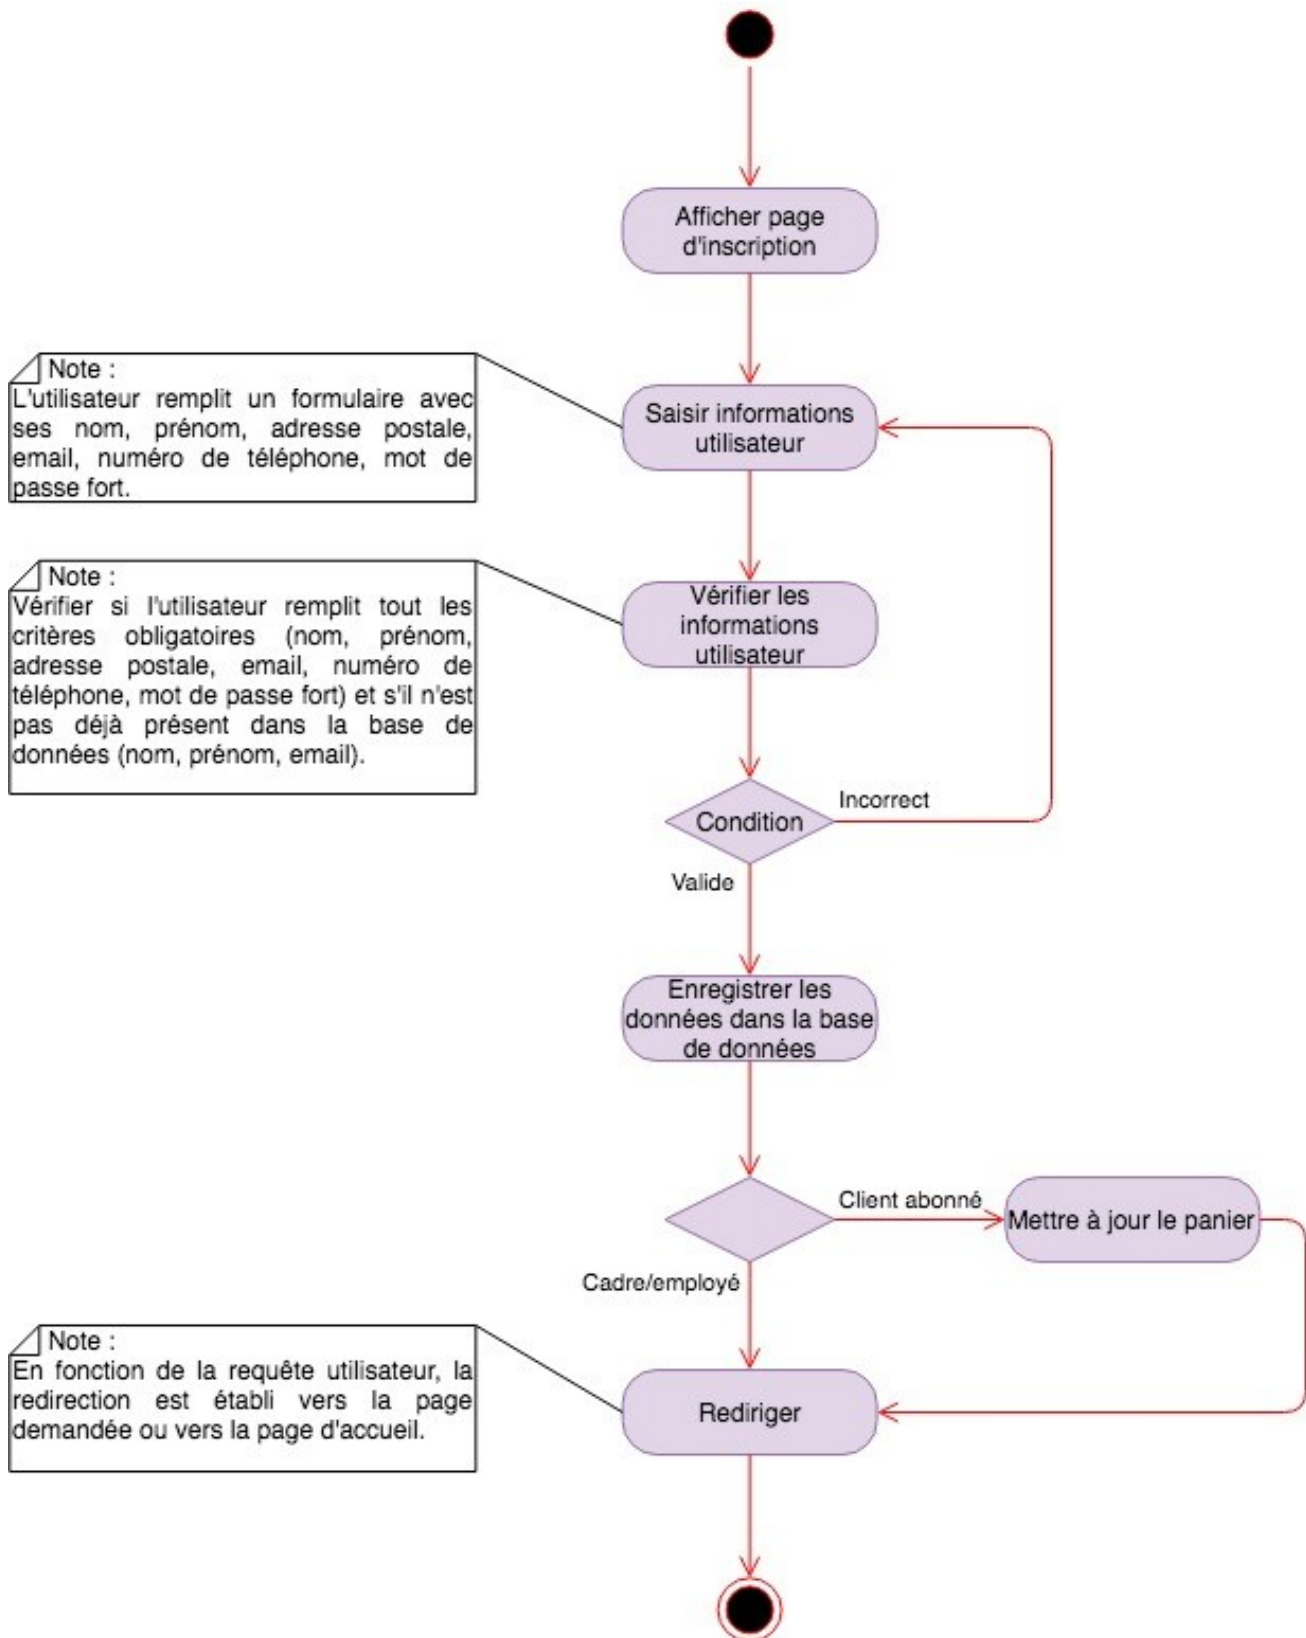 Afficher page
d'inscription
Note :
L'utilisateur remplit un formulaire avec
ses nom, prénom, adresse postale,
email, numéro de téléphone, mot de
passe fort.
Saisir informations
utilisateur
Note :
Vérifier si l'utilisateur remplit tout les
critères obligatoires (nom, prénom,
adresse postale, email, numéro de
téléphone, mot de passe fort) et s'il n'est
pas déjà présent dans la base de
données (nom, prénom, email).
Vérifier les
informations
utilisateur
Condition
Incorrect
Valide
Enregistrer les
données dans la base
de données
Client abonné
Mettre à jour le panier
Cadre/employé
Note :
En fonction de la requête utilisateur, la
redirection est établi vers la page
demandée ou vers la page d'accueil.
Rediriger